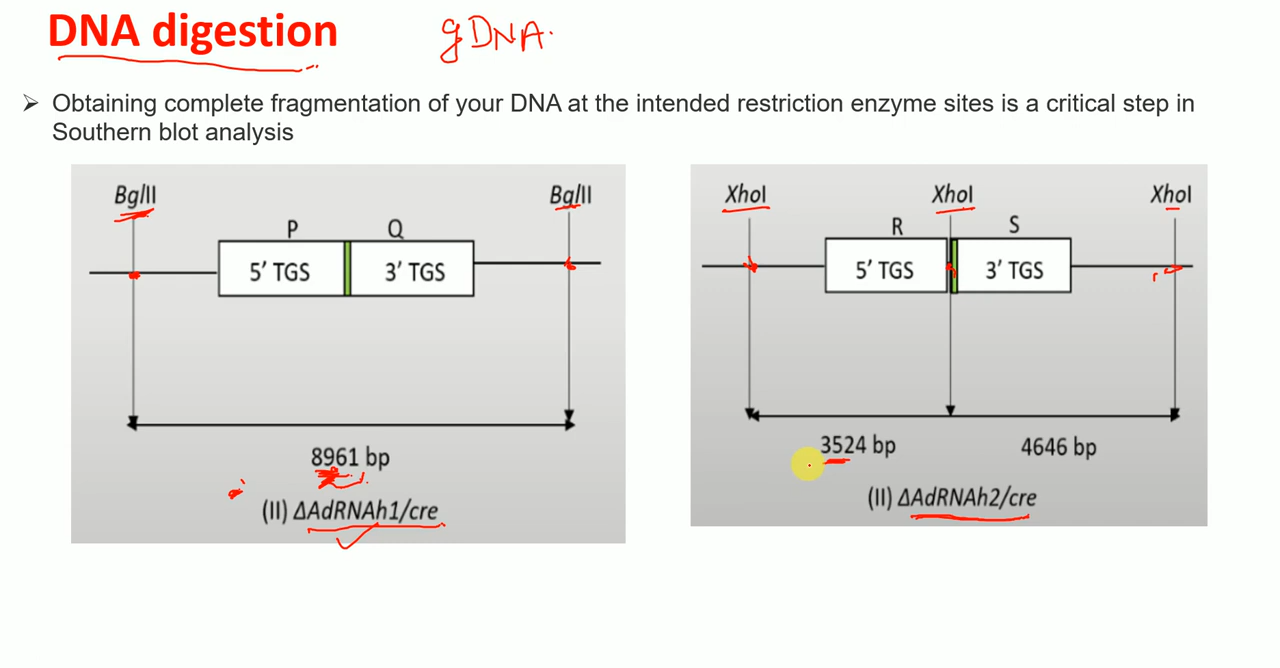 DNA digestion
gDNA.
➢ Obtaining complete fragmentation of your DNA at the intended restriction enzyme sites is a critical step in
Southern blot analysis
BglII
BglII
P
Q
5′ TGS
3′ TGS
8961 bp
(II) ΔAdRNAh1/cre
XhoI
XhoI
XhoI
R
S
5′ TGS
3′ TGS
3524 bp
4646 bp
(II) ΔAdRNAh2/cre